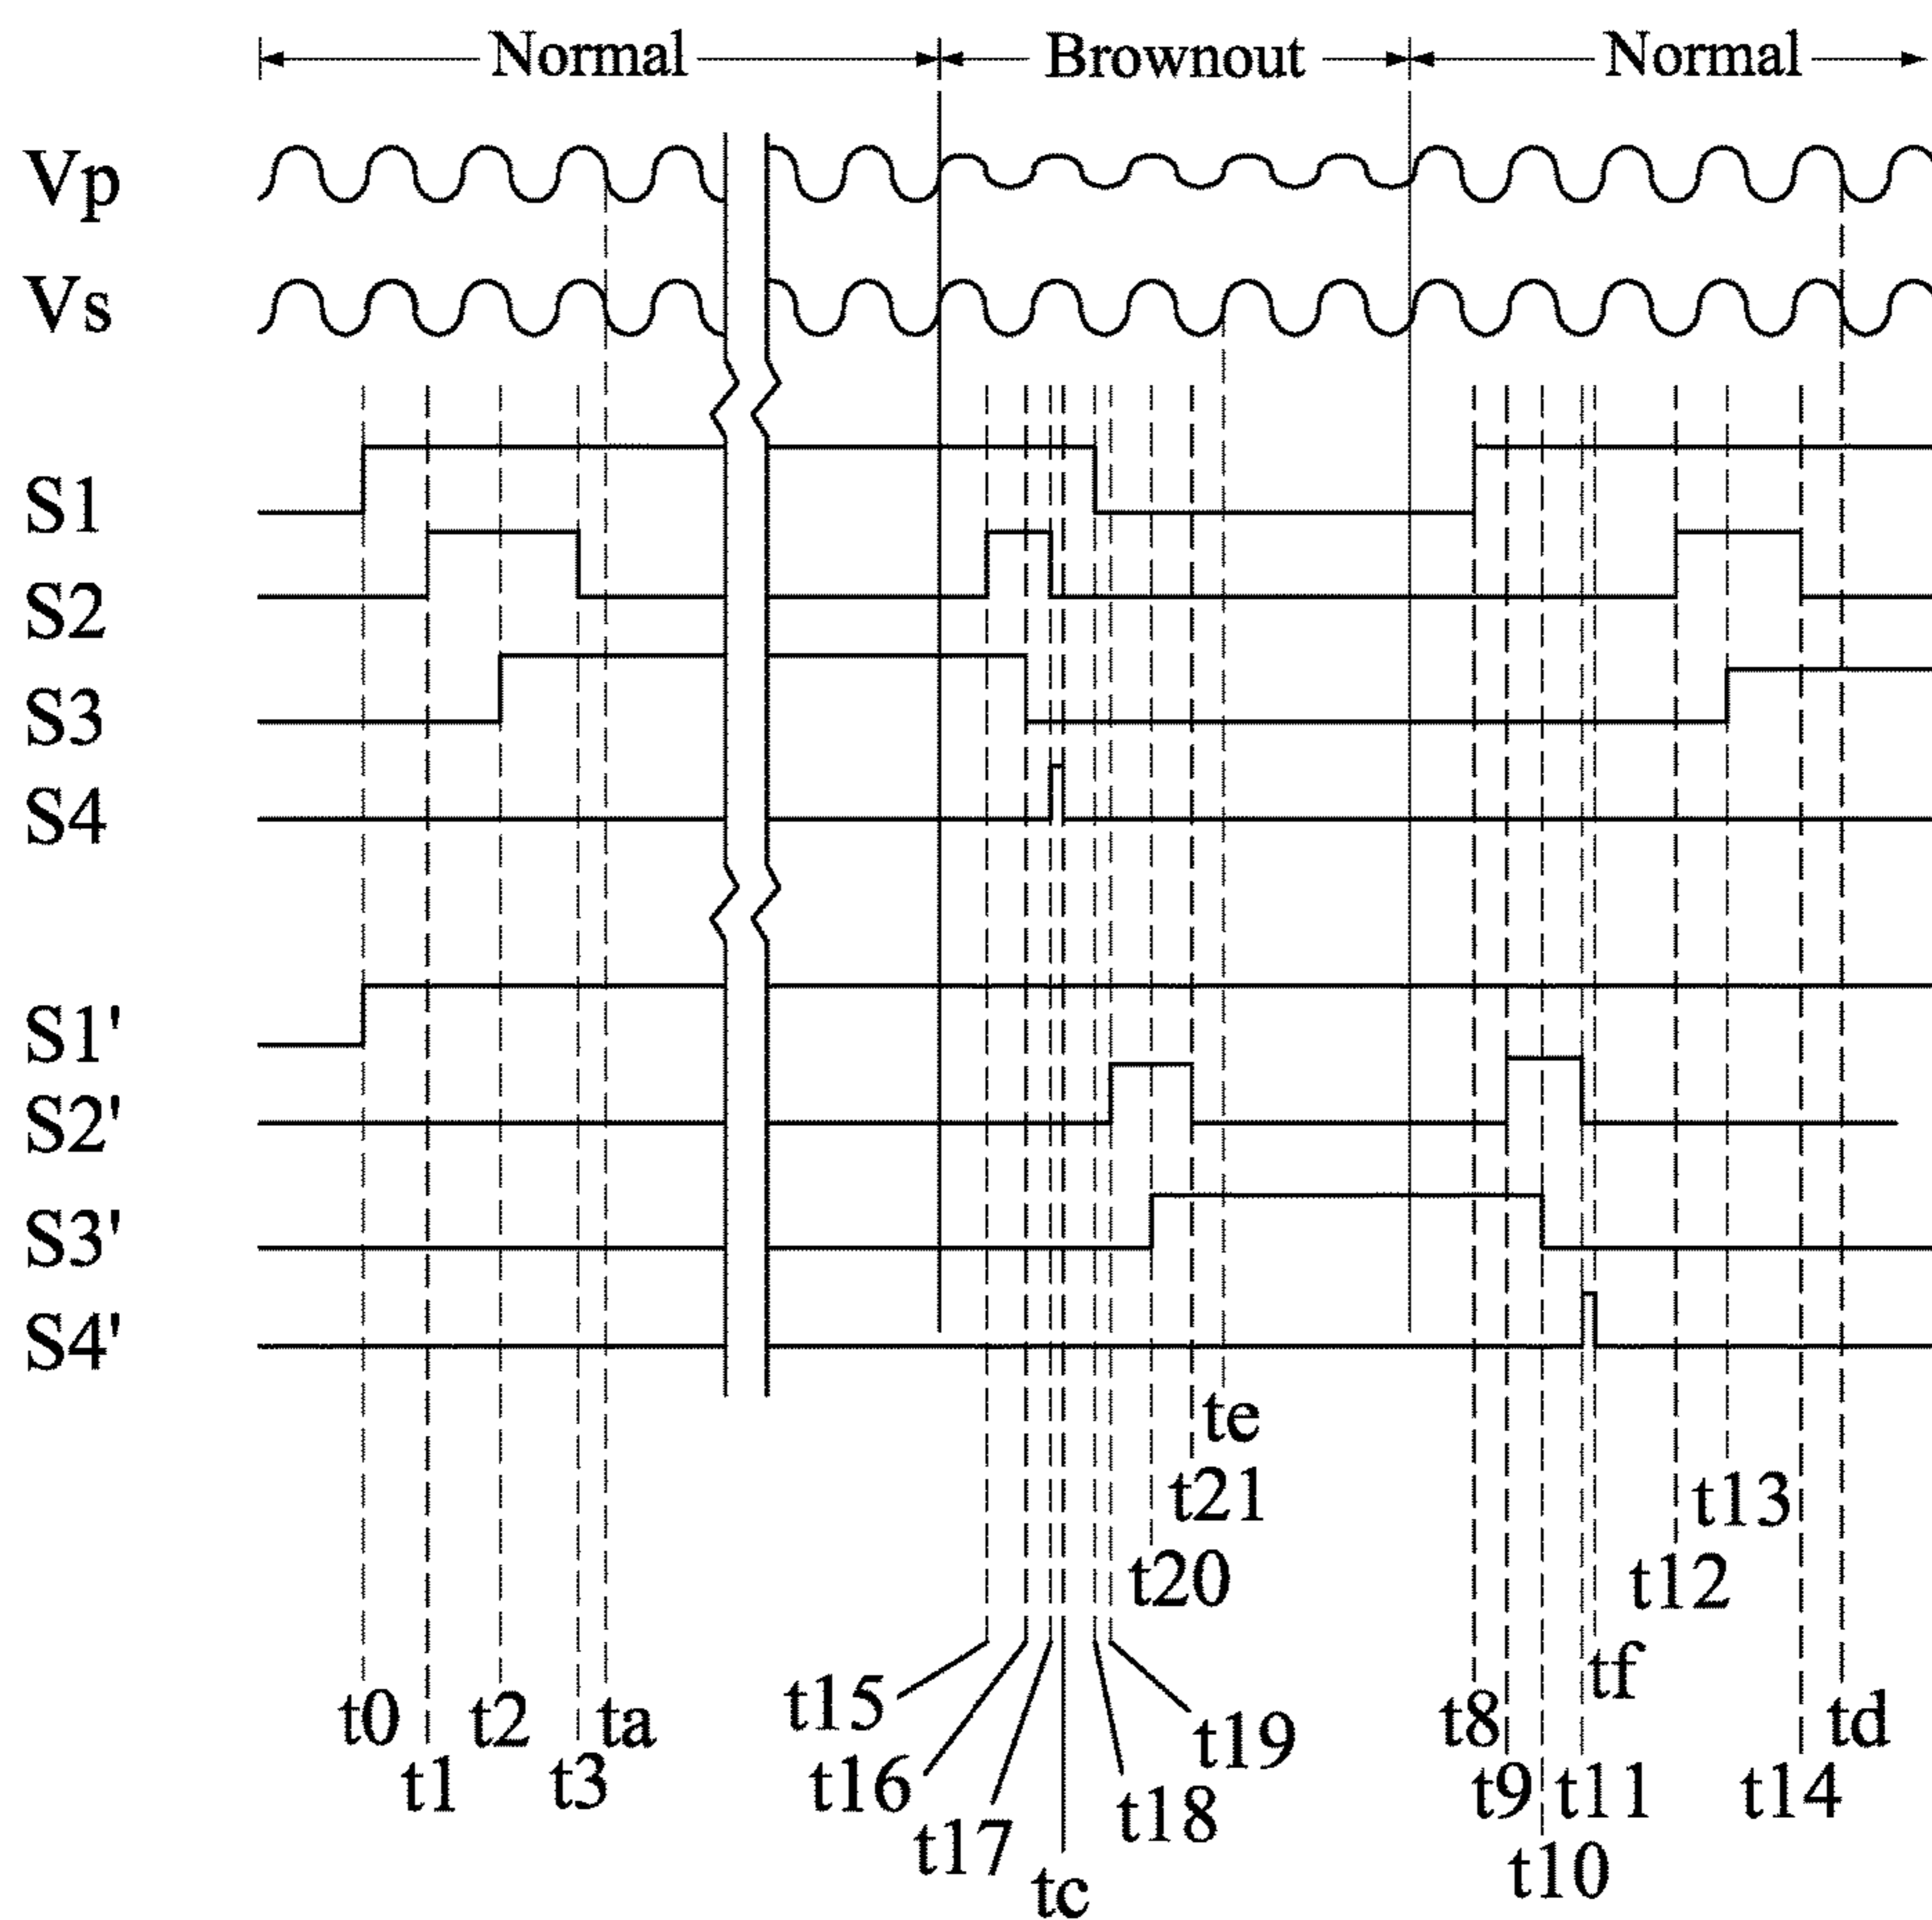 Normal Brownout Normal
Vp
Vs
S1
S2
S3
S4
S1'
S2'
S3'
S4'
te
t21 t13
t20 t12
t15 tf
t0 t2 ta t19 t8 td
t1 t3 t16 t18 t9 t11 t14
t17 t10
tc